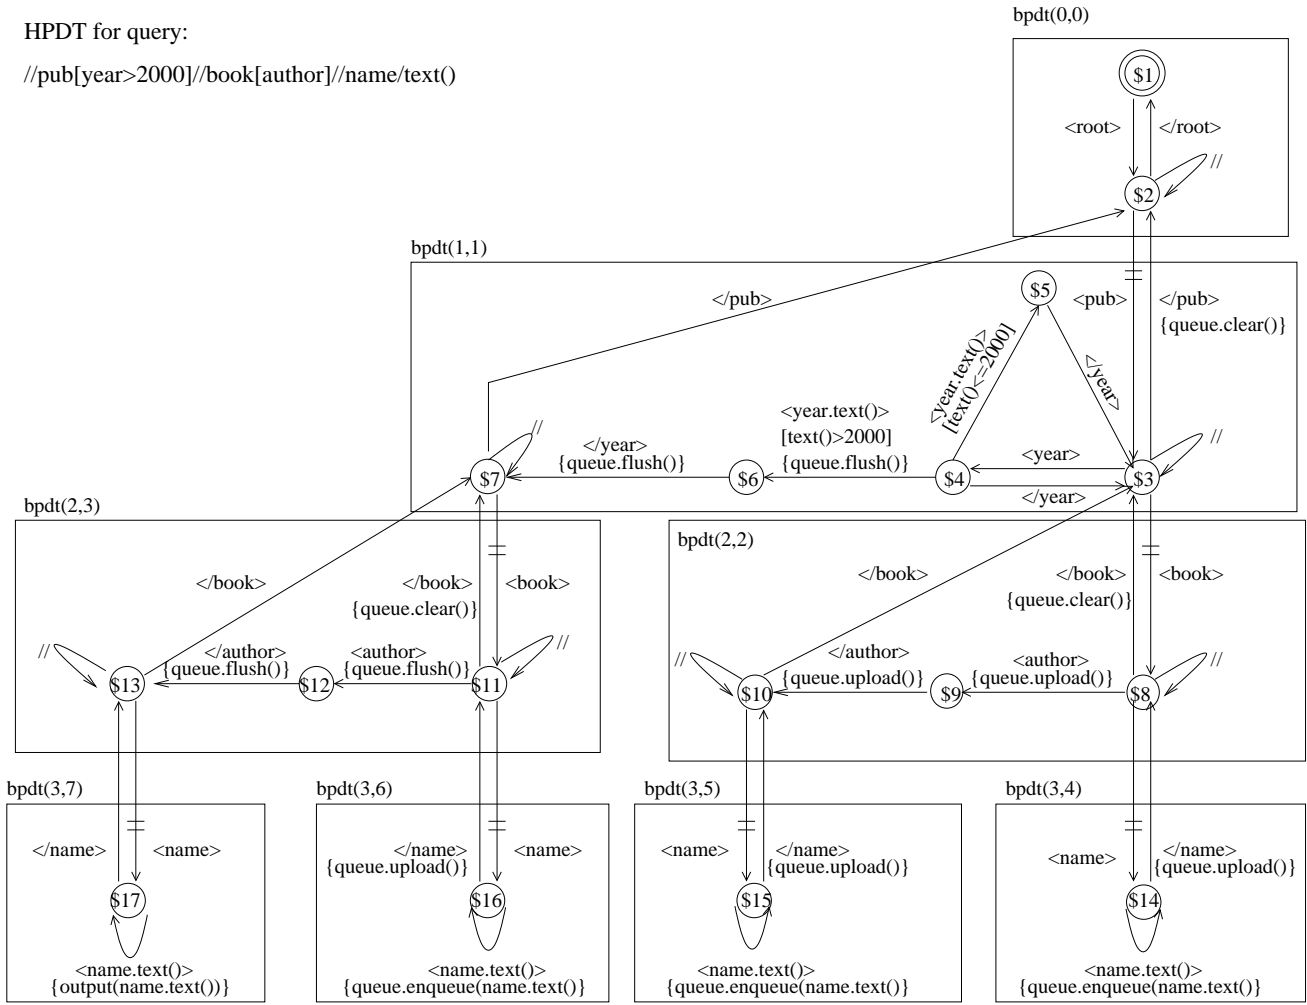 HPDT for query:
//pub[year>2000]//book[author]//name/text()
bpdt(0,0)
$1
<root>
</root>
//
$2
bpdt(1,1)
</pub>
$5
<pub>
</pub>
{queue.clear()}
<year.text()>
[text()<=2000]
</year>
<year.text()>
[text()>2000]
{queue.flush()}
</year>
{queue.flush()}
//
<year>
//
$7
$6
$4
$3
</year>
bpdt(2,3)
</book>
</book>
{queue.clear()}
<book>
//
</author>
{queue.flush()}
<author>
{queue.flush()}
//
$13
$12
$11
bpdt(2,2)
</book>
</book>
{queue.clear()}
<book>
//
</author>
{queue.upload()}
<author>
{queue.upload()}
//
$10
$9
$8
bpdt(3,7)
</name>
<name>
$17
<name.text()>
{output(name.text())}
bpdt(3,6)
</name>
{queue.upload()}
<name>
$16
<name.text()>
{queue.enqueue(name.text()}
bpdt(3,5)
<name>
</name>
{queue.upload()}
$15
<name.text()>
{queue.enqueue(name.text()}
bpdt(3,4)
<name>
</name>
{queue.upload()}
$14
<name.text()>
{queue.enqueue(name.text()}